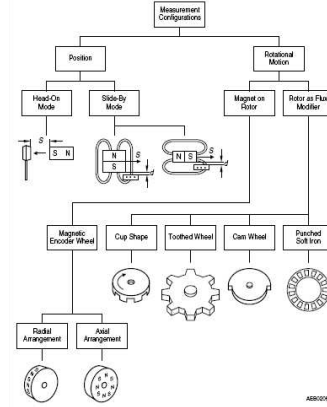 Measurement
Configurations
Position
Rotational
Motion
Head-On
Mode
Slide-By
Mode
Magnet on
Rotor
Rotor as Flux
Modifier
S
S N
N
S
S
N S
S
Magnetic
Encoder Wheel
Cup Shape
Toothed Wheel
Cam Wheel
Punched
Soft Iron
Radial
Arrangement
Axial
Arrangement